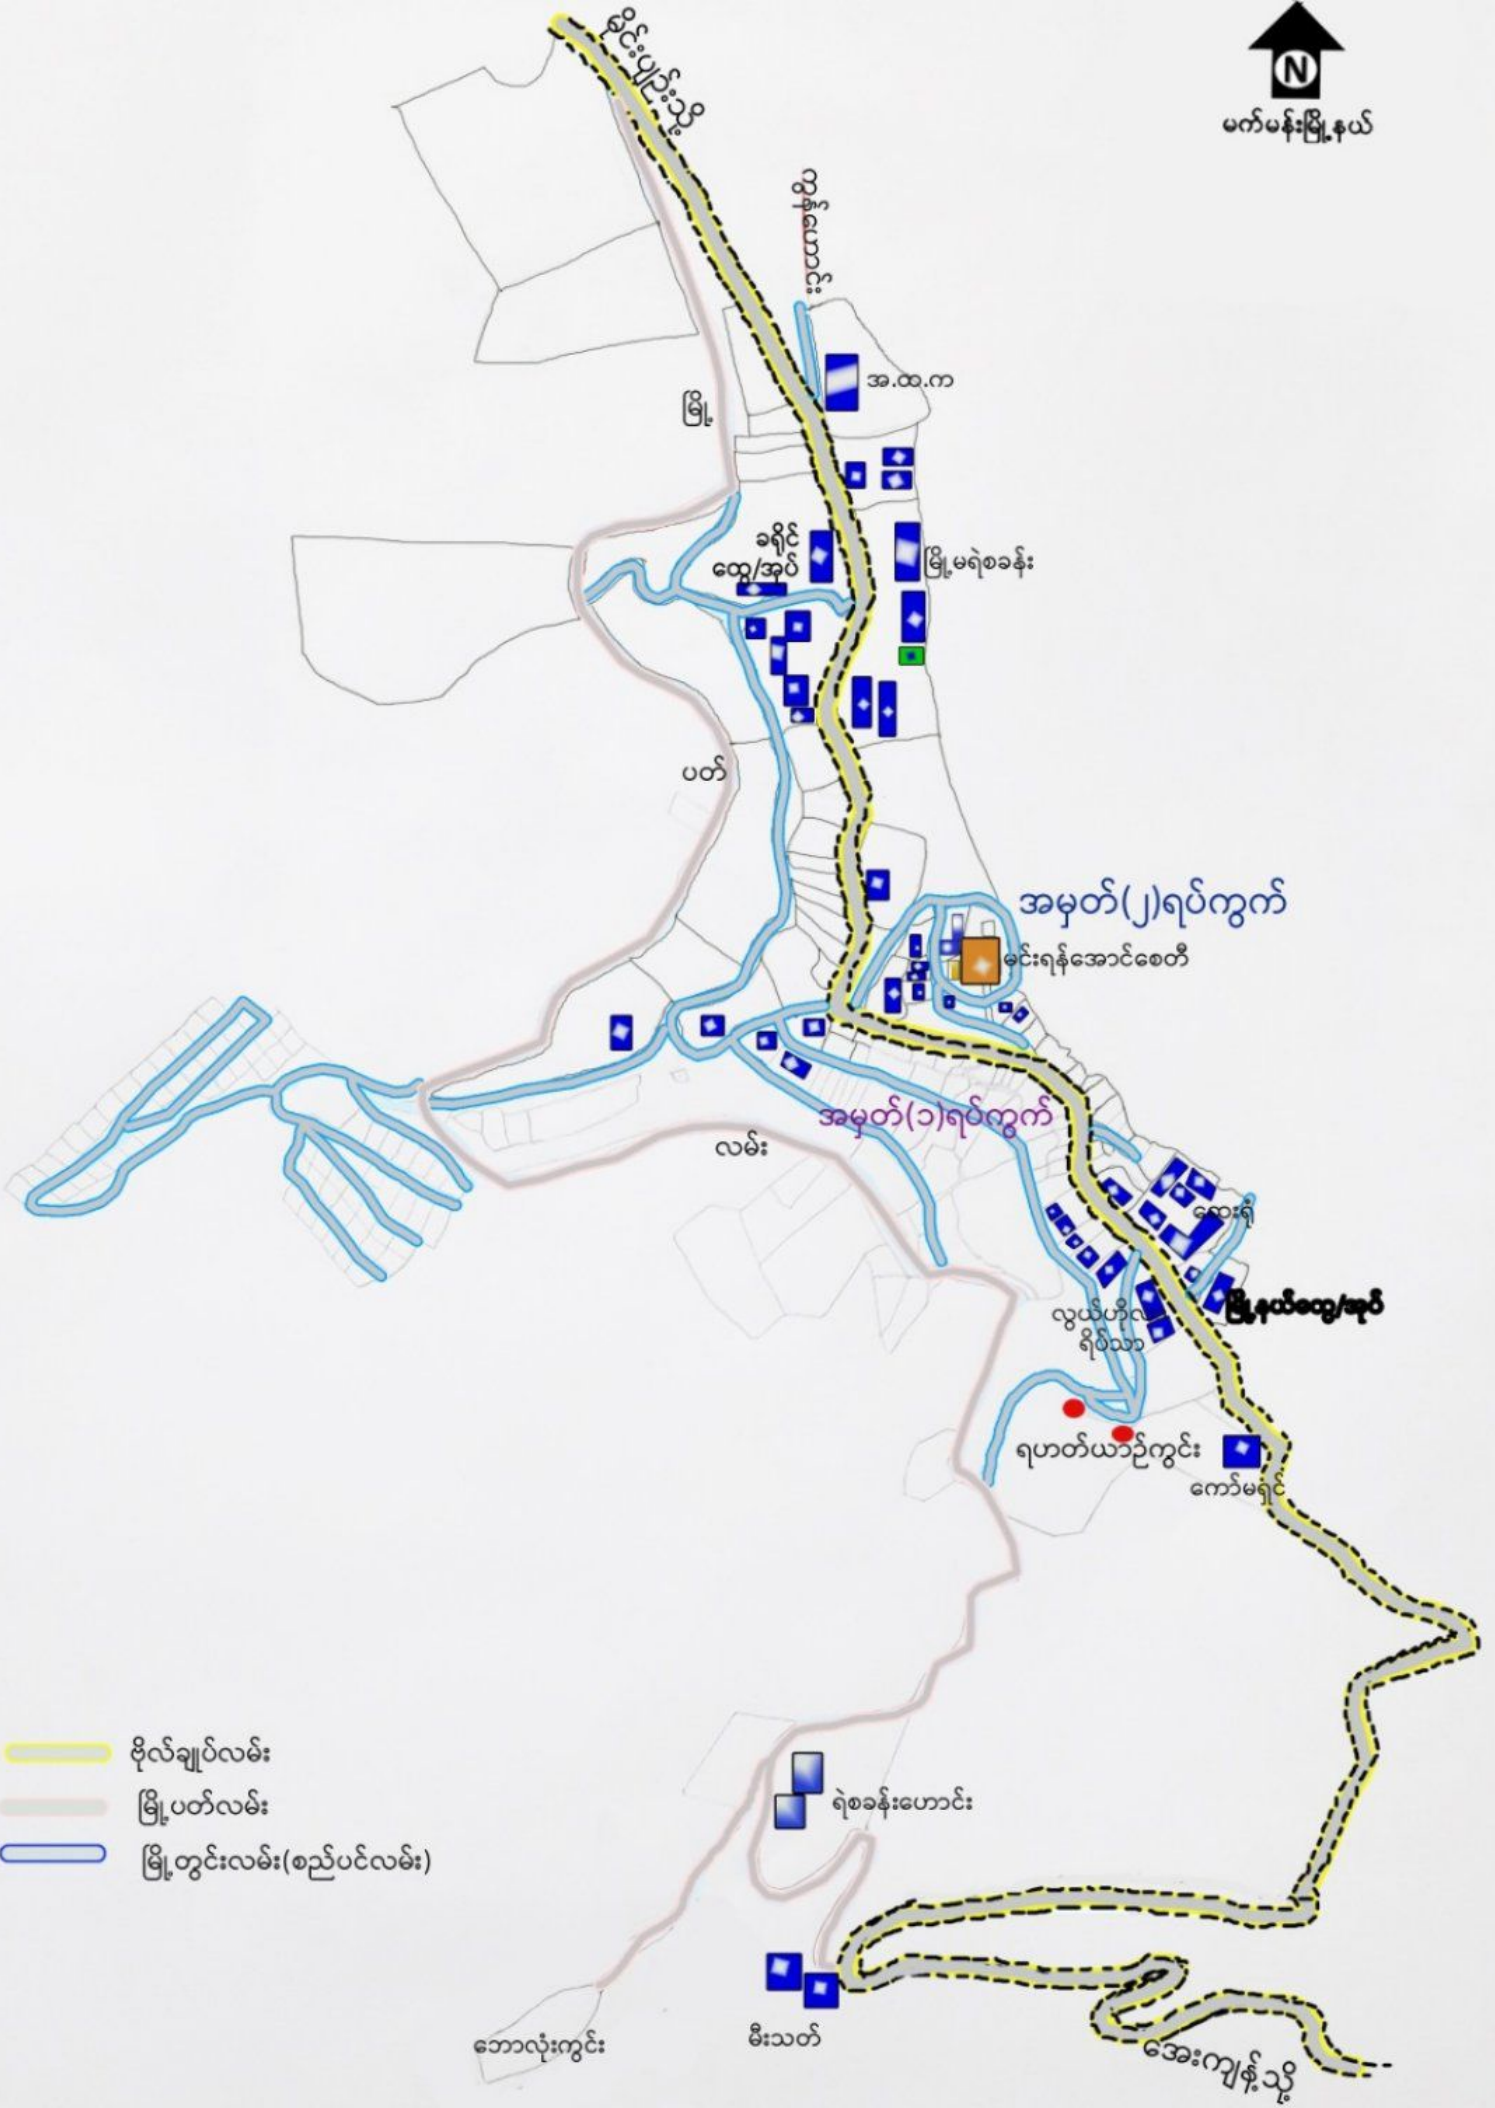 မိုင်းပျဉ်းသို့
N
မက်မန်းမြို့နယ်
အ.ထ.က
မြို့
ခရိုင်
ထွေ/အုပ်
မြို့မရဲစခန်း
ပတ်
အမှတ်(၂)ရပ်ကွက်
မင်းရန်အောင်စေတီ
အမှတ်(၁)ရပ်ကွက်
လမ်း
ဈေးရုံ
မြို့နယ်ထွေ/အုပ်
လွယ်ဟိုလ်
ရိပ်သာ
ရဟတ်ယာဉ်ကွင်း
ကော်မရှင်
ဗိုလ်ချုပ်လမ်း
မြို့ပတ်လမ်း
မြို့တွင်းလမ်း(စည်ပင်လမ်း)
ရဲစခန်းဟောင်း
ဘောလုံးကွင်း
မီးသတ်
အေးကျန့်သို့